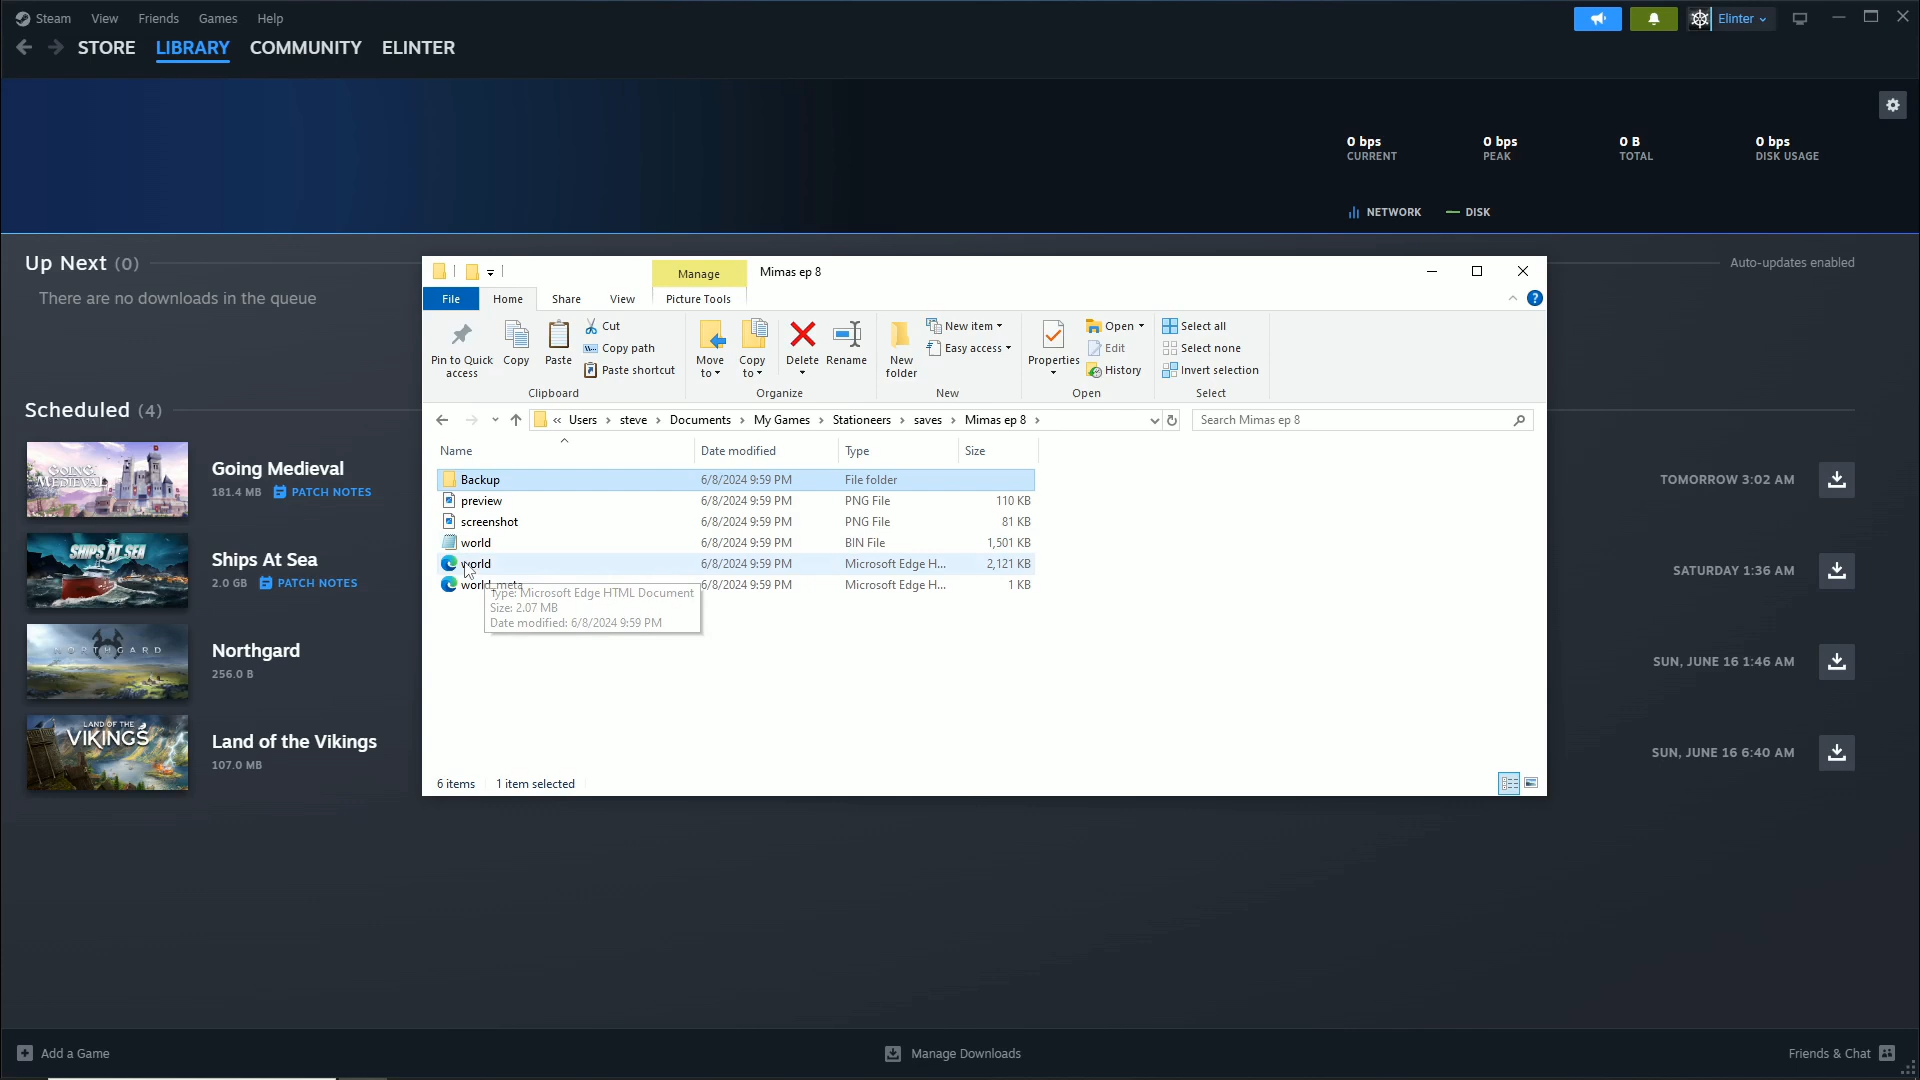 Steam View Friends Games Help
Elinter
STORE LIBRARY COMMUNITY ELINTER
0 bps 0 bps 0 B 0 bps
CURRENT PEAK TOTAL DISK USAGE
NETWORK DISK
Up Next (0)
Auto-updates enabled
There are no downloads in the queue
Scheduled (4)
GOING MEDIEVAL
Going Medieval
181.4 MB PATCH NOTES
TOMORROW 3:02 AM
SHIPS AT SEA
Ships At Sea
2.0 GB PATCH NOTES
SATURDAY 1:36 AM
NORTHGARD
Northgard
256.0 B
SUN, JUNE 16 1:46 AM
LAND OF THE
VIKINGS
Land of the Vikings
107.0 MB
SUN, JUNE 16 6:40 AM
Manage Mimas ep 8
File Home Share View Picture Tools
Pin to Quick access
Copy
Paste
Cut
Copy path
Paste shortcut
Clipboard
Move to
Copy to
Delete
Rename
Organize
New folder
New item
Easy access
New
Properties
Open
Edit
History
Open
Select all
Select none
Invert selection
Select
« Users › steve › Documents › My Games › Stationeers › saves › Mimas ep 8 ›
Search Mimas ep 8
Name Date modified Type Size
Backup 6/8/2024 9:59 PM File folder
preview 6/8/2024 9:59 PM PNG File 110 KB
screenshot 6/8/2024 9:59 PM PNG File 81 KB
world 6/8/2024 9:59 PM BIN File 1,501 KB
world 6/8/2024 9:59 PM Microsoft Edge H... 2,121 KB
world_meta 6/8/2024 9:59 PM Microsoft Edge H... 1 KB
Type: Microsoft Edge HTML Document
Size: 2.07 MB
Date modified: 6/8/2024 9:59 PM
6 items 1 item selected
Add a Game
Manage Downloads
Friends & Chat